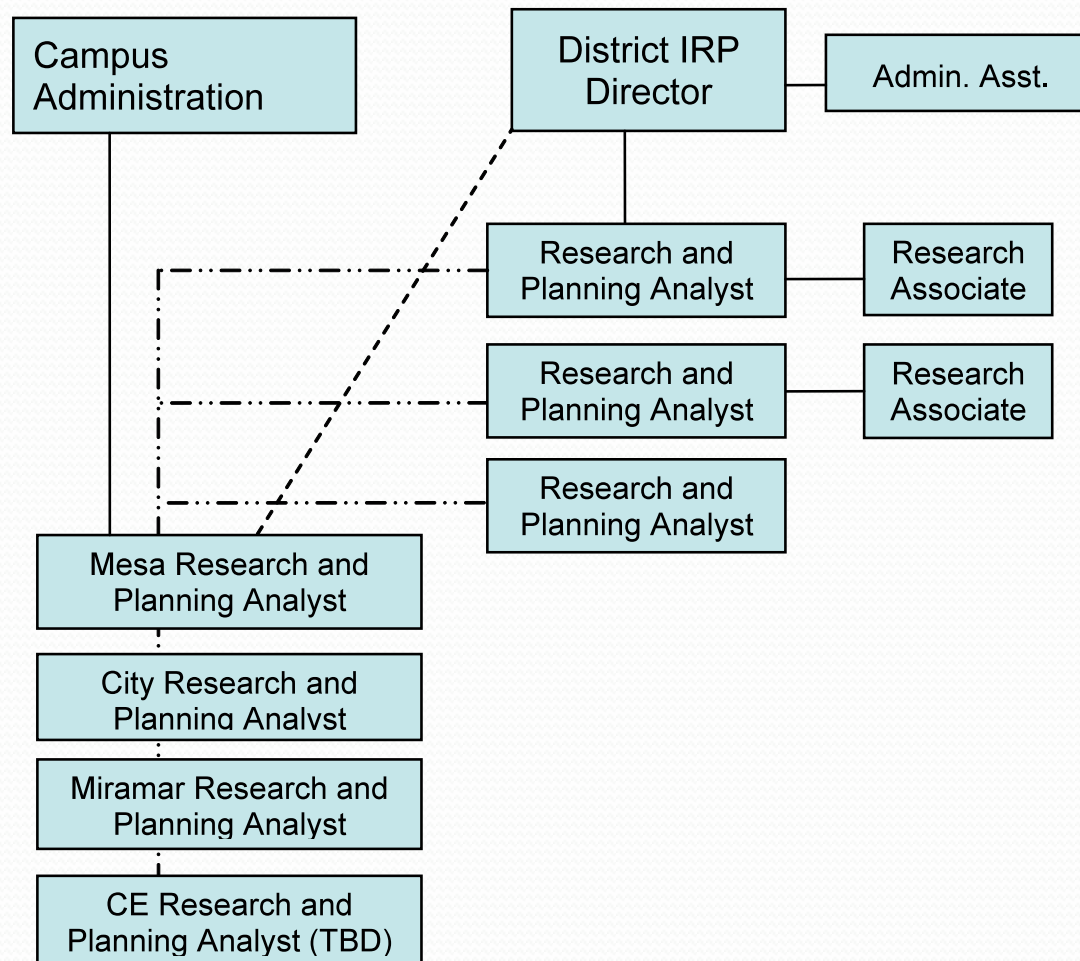 Campus
Administration
District IRP
Director
Admin. Asst.
Research and
Planning Analyst
Research
Associate
Research and
Planning Analyst
Research
Associate
Research and
Planning Analyst
Mesa Research and
Planning Analyst
City Research and
Planning Analyst
Miramar Research and
Planning Analyst
CE Research and
Planning Analyst (TBD)